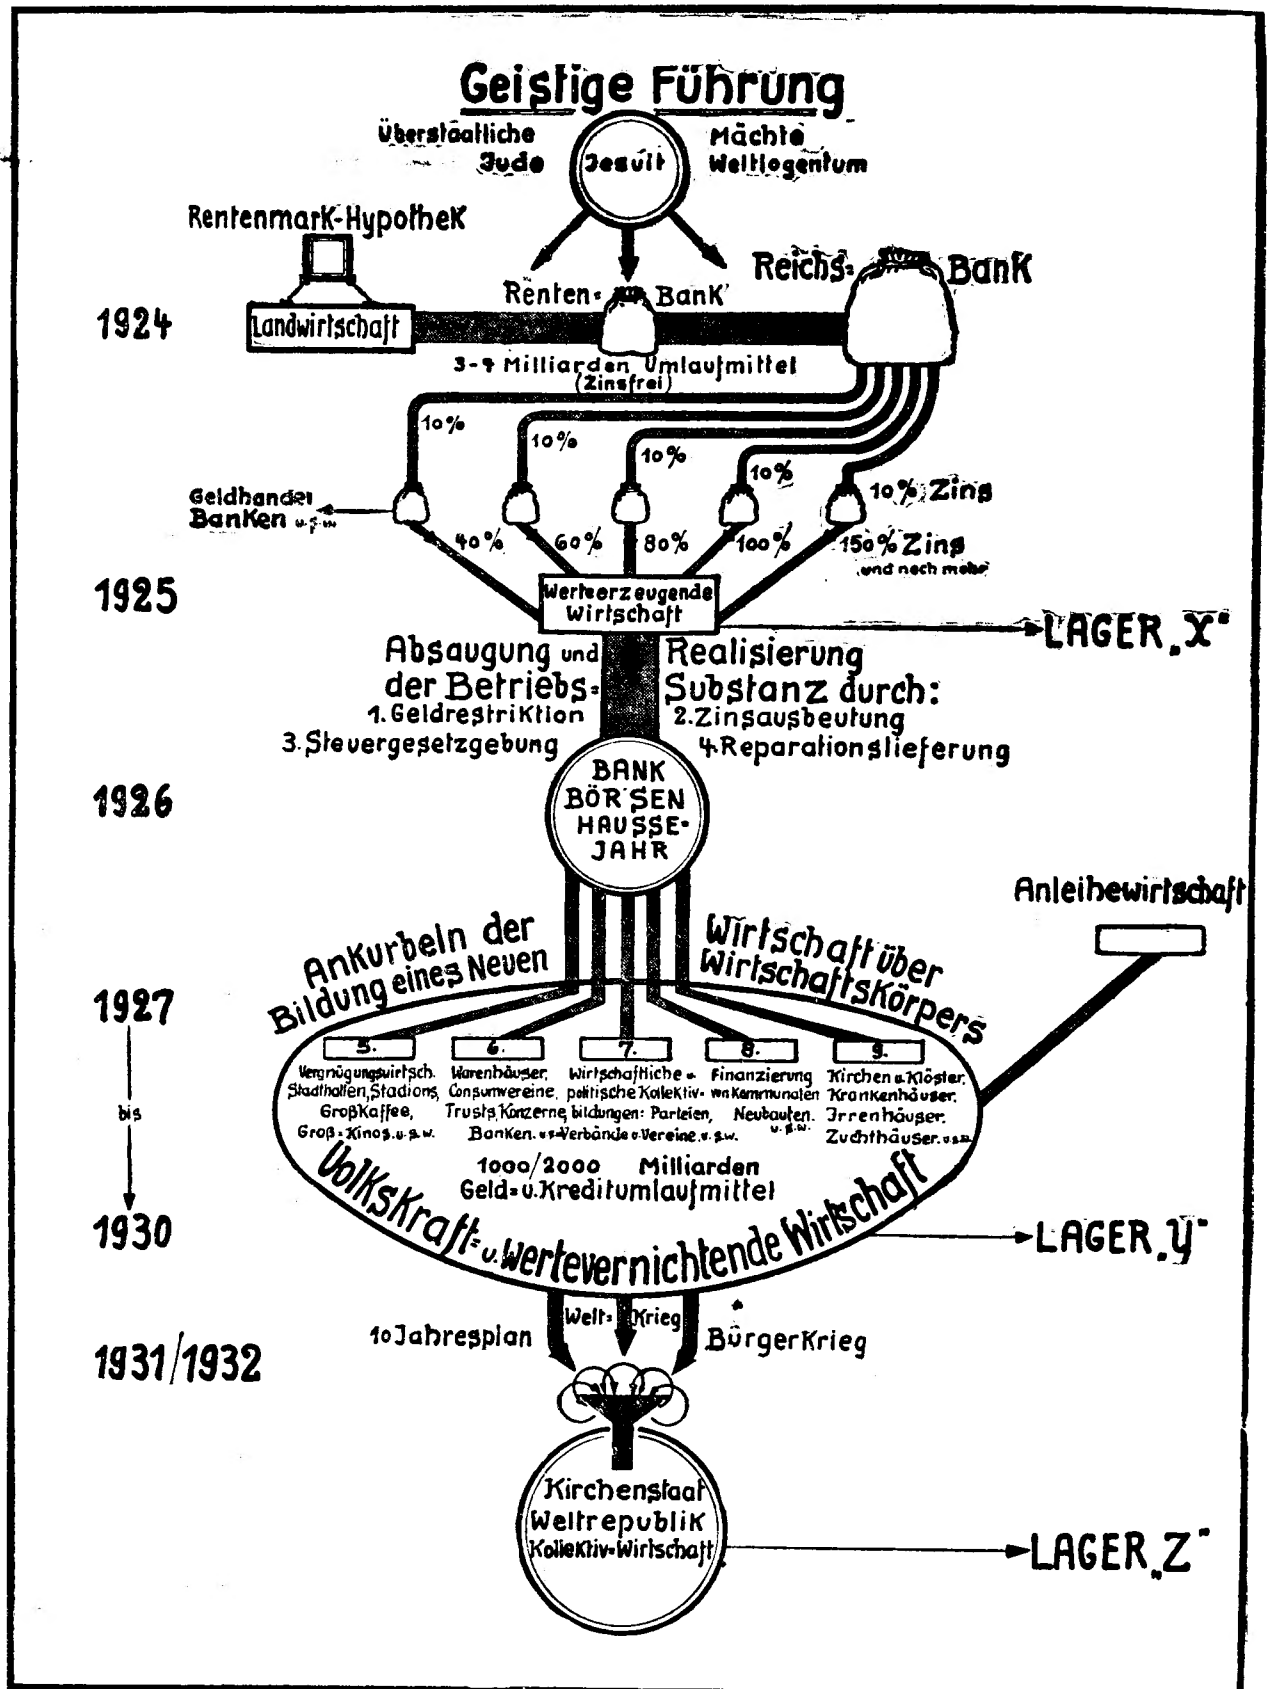 Geistige Führung
Überstaatliche Mächte
Jude Jesuit Weltlogentum
Rentenmark-Hypothek
Reichs= Bank
Renten= Bank
1924 Landwirtschaft
3-4 Milliarden Umlaufmittel
(Zinsfrei)
10%
10%
10%
10%
10% Zins
Geldhandel
Banken u.s.w.
40% 60% 80% 100% 150% Zins
und noch mehr
1925
Werteerzeugende
Wirtschaft
LAGER „X"
Absaugung und Realisierung
der Betriebs= Substanz durch:
1. Geldrestriktion 2. Zinsausbeutung
3. Steuergesetzgebung 4. Reparationslieferung
1926
BANK
BÖRSEN
HAUSSE-
JAHR
Anleihewirtschaft
Ankurbeln der Wirtschaft über
Bildung eines Neuen Wirtschaftskörpers
1927
bis
1930
5. 6. 7. 8. 9.
Vergnügungswirtsch.
Stadthallen, Stadions,
Großkaffee,
Groß=Kinos. u.s.w.
Warenhäuser,
Consumvereine,
Trusts, Konzerne,
Banken.
Wirtschaftliche u.
politische Kollektiv-
bildungen: Parteien,
Verbände u. Vereine. u.s.w.
Finanzierung
von Kommunalen
Neubauten.
u.s.w.
Kirchen u. Klöster.
Krankenhäuser.
Irrenhäuser.
Zuchthäuser. u.s.w.
1000/2000 Milliarden
Geld= u. Kreditumlaufmittel
Volkskraft= u. Wertevernichtende Wirtschaft
LAGER „Y"
Welt= Krieg
10 Jahresplan Bürgerkrieg
1931/1932
Kirchenstaat
Weltrepublik
Kollektiv=Wirtschaft
LAGER „Z"